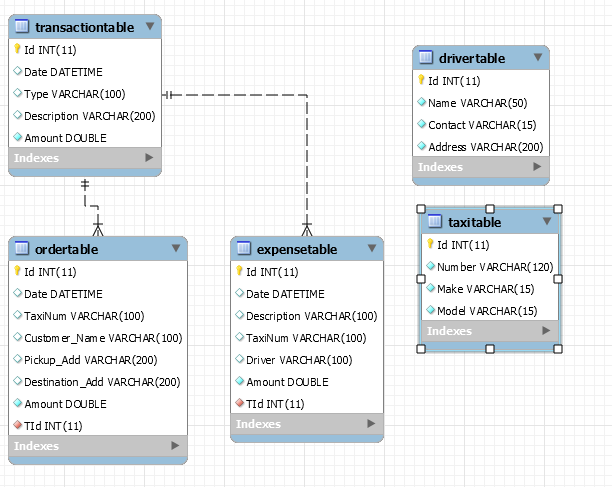 transactiontable
Id INT(11)
Date DATETIME
Type VARCHAR(100)
Description VARCHAR(200)
Amount DOUBLE
Indexes
drivertable
Id INT(11)
Name VARCHAR(50)
Contact VARCHAR(15)
Address VARCHAR(200)
Indexes
ordertable
Id INT(11)
Date DATETIME
TaxiNum VARCHAR(100)
Customer_Name VARCHAR(100)
Pickup_Add VARCHAR(200)
Destination_Add VARCHAR(200)
Amount DOUBLE
TId INT(11)
Indexes
expensetable
Id INT(11)
Date DATETIME
Description VARCHAR(100)
TaxiNum VARCHAR(100)
Driver VARCHAR(100)
Amount DOUBLE
TId INT(11)
Indexes
taxitable
Id INT(11)
Number VARCHAR(120)
Make VARCHAR(15)
Model VARCHAR(15)
Indexes